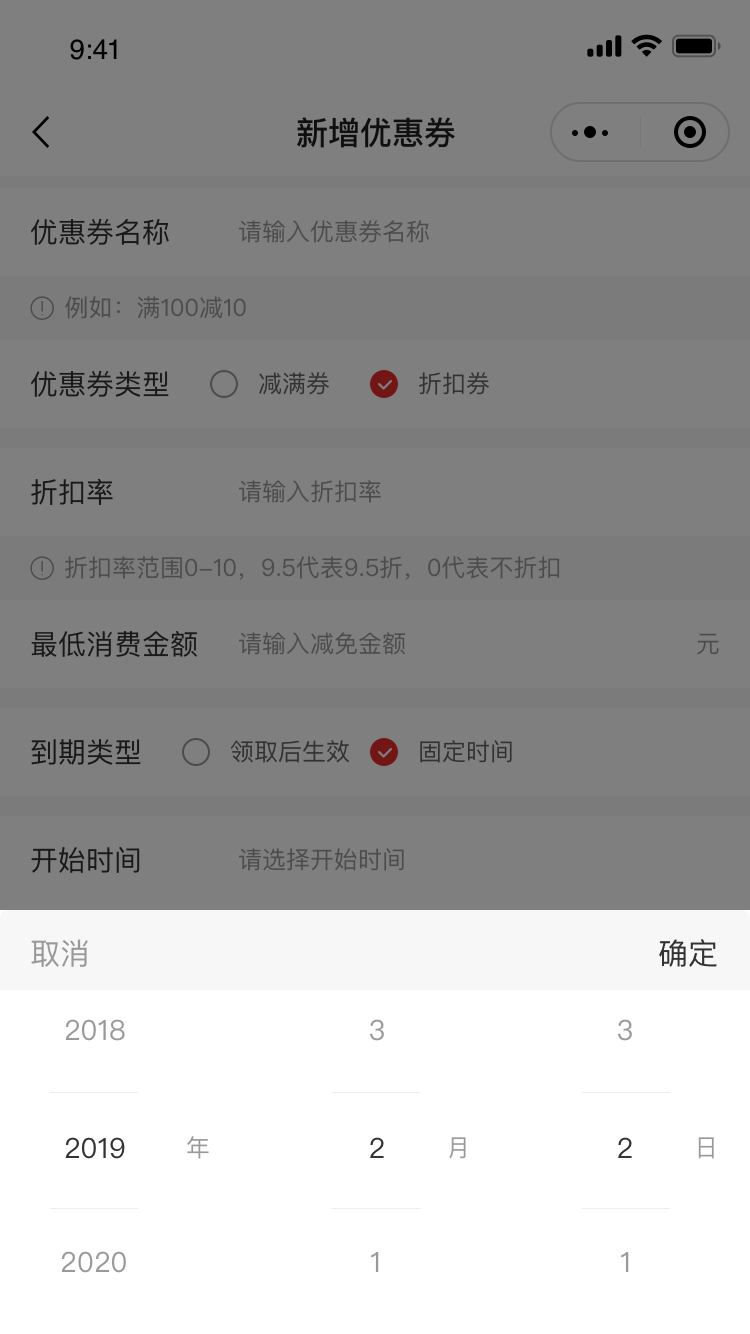 9:41
新增优惠券
优惠券名称 请输入优惠券名称
例如：满100减10
优惠券类型 减满券 折扣券
折扣率 请输入折扣率
折扣率范围0–10，9.5代表9.5折，0代表不折扣
最低消费金额 请输入减免金额 元
到期类型 领取后生效 固定时间
开始时间 请选择开始时间
取消 确定
2018 3 3
2019 年 2 月 2 日
2020 1 1